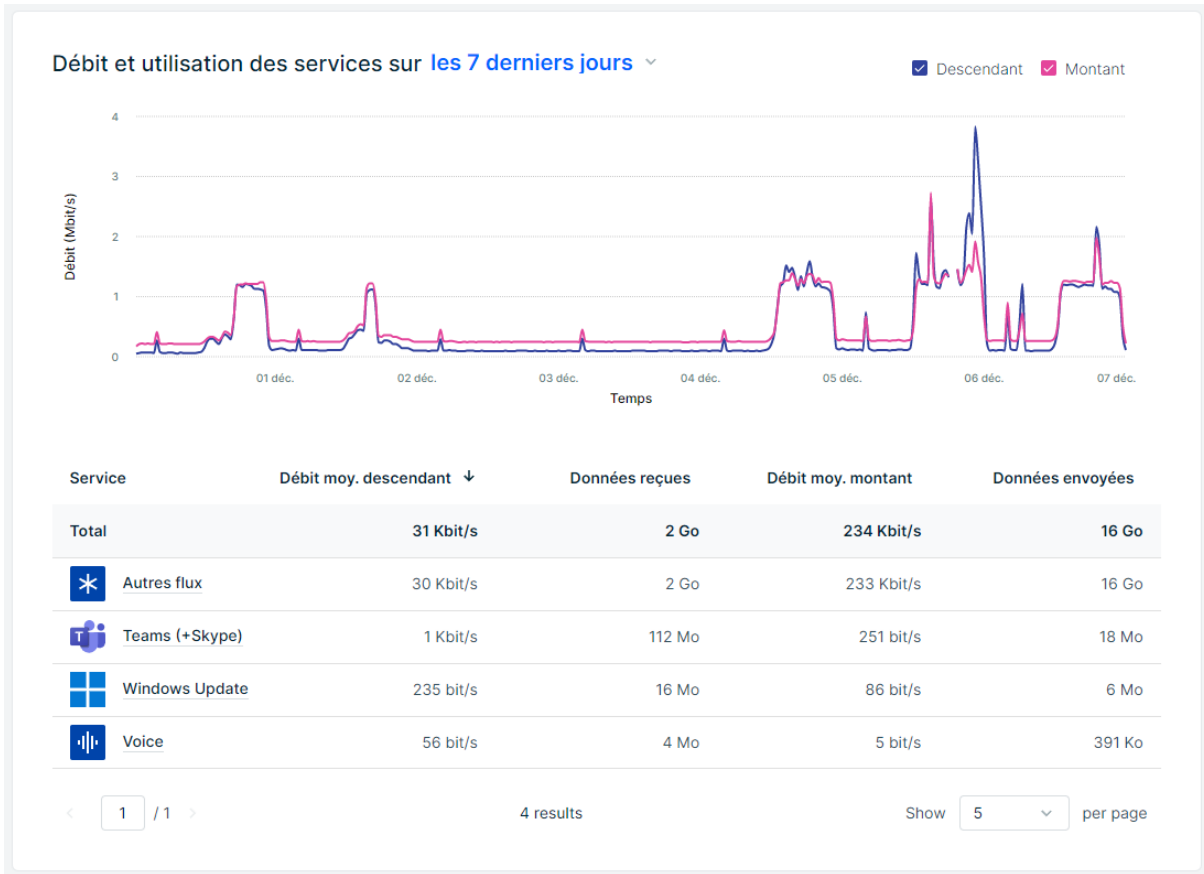 Débit et utilisation des services sur les 7 derniers jours
Descendant Montant
4
3
2
1
0
Débit (Mbit/s)
01 déc. 02 déc. 03 déc. 04 déc. 05 déc. 06 déc. 07 déc.
Temps
Service Débit moy. descendant Données reçues Débit moy. montant Données envoyées
Total 31 Kbit/s 2 Go 234 Kbit/s 16 Go
Autres flux 30 Kbit/s 2 Go 233 Kbit/s 16 Go
Teams (+Skype) 1 Kbit/s 112 Mo 251 bit/s 18 Mo
Windows Update 235 bit/s 16 Mo 86 bit/s 6 Mo
Voice 56 bit/s 4 Mo 5 bit/s 391 Ko
1 / 1 4 results Show 5 per page